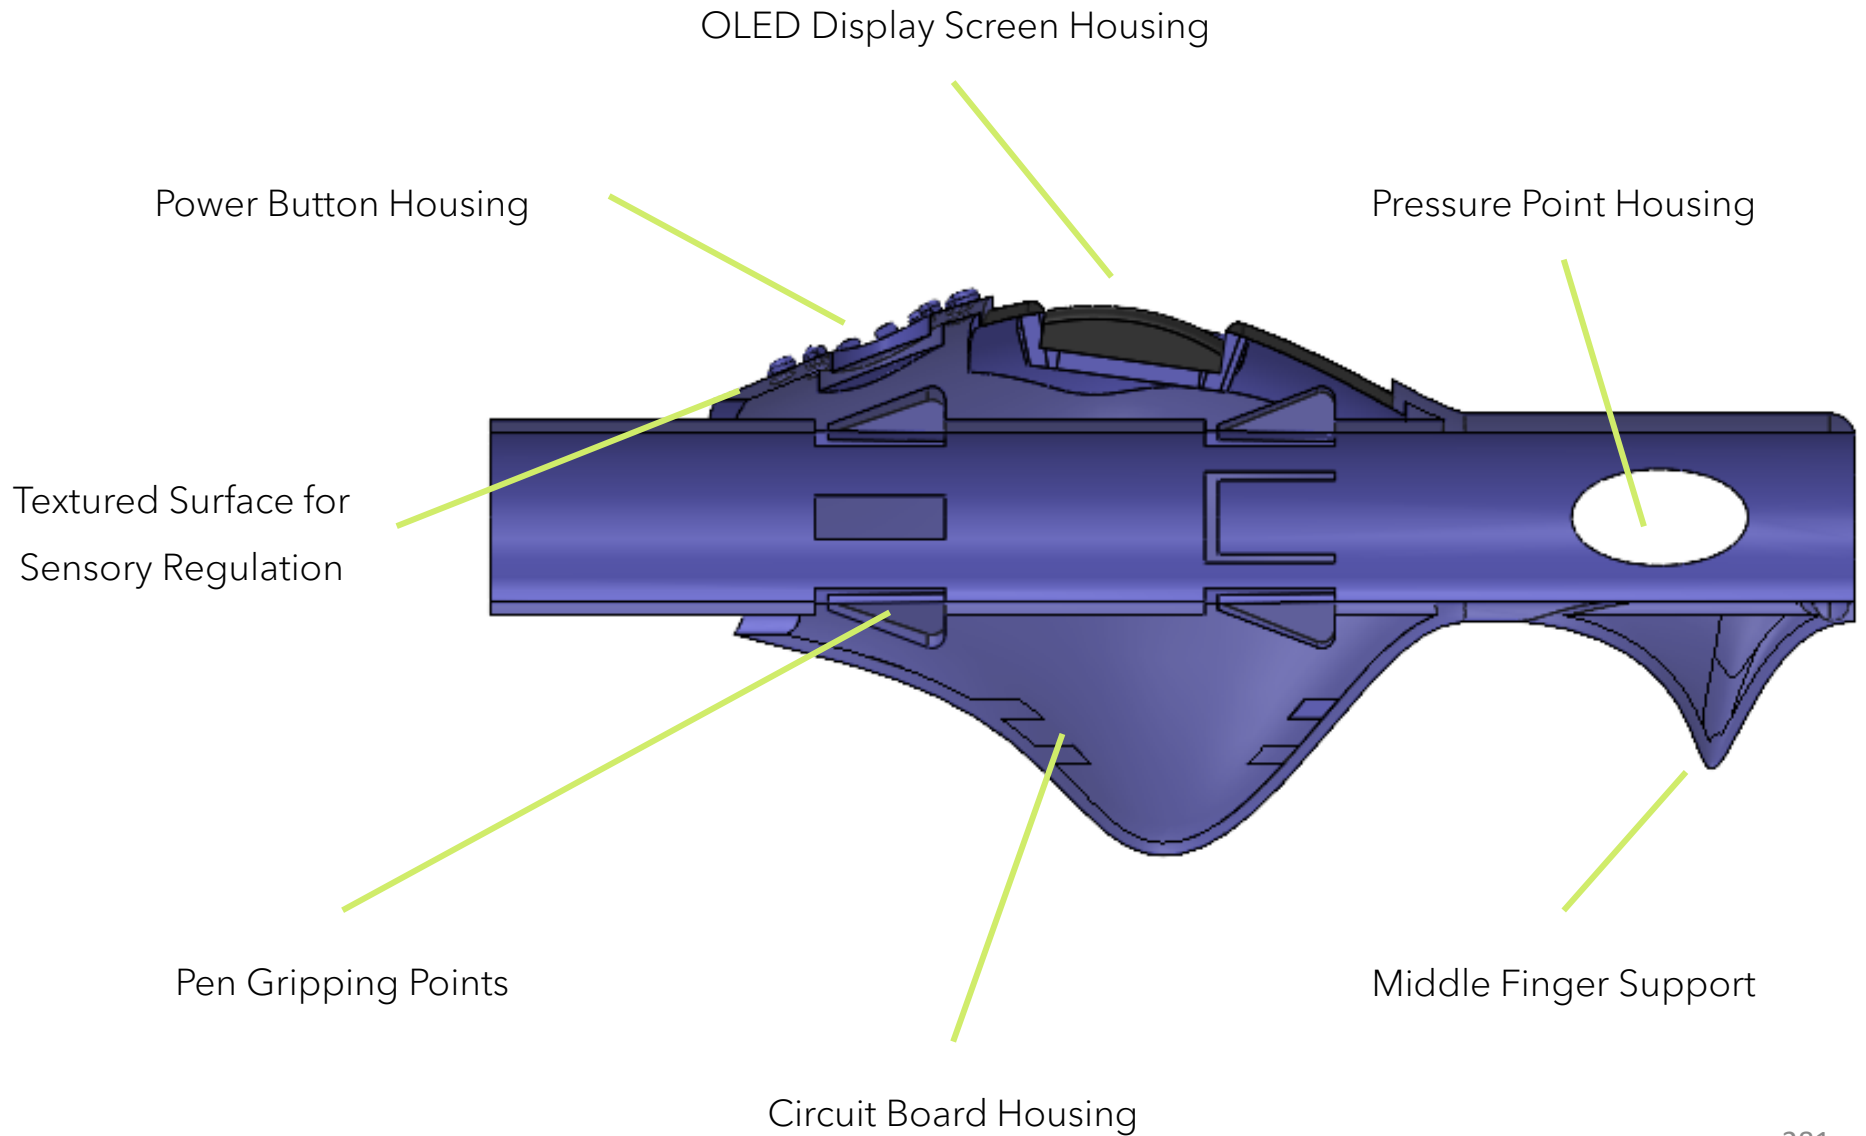 OLED Display Screen Housing
Power Button Housing
Pressure Point Housing
Textured Surface for
Sensory Regulation
Pen Gripping Points
Middle Finger Support
Circuit Board Housing